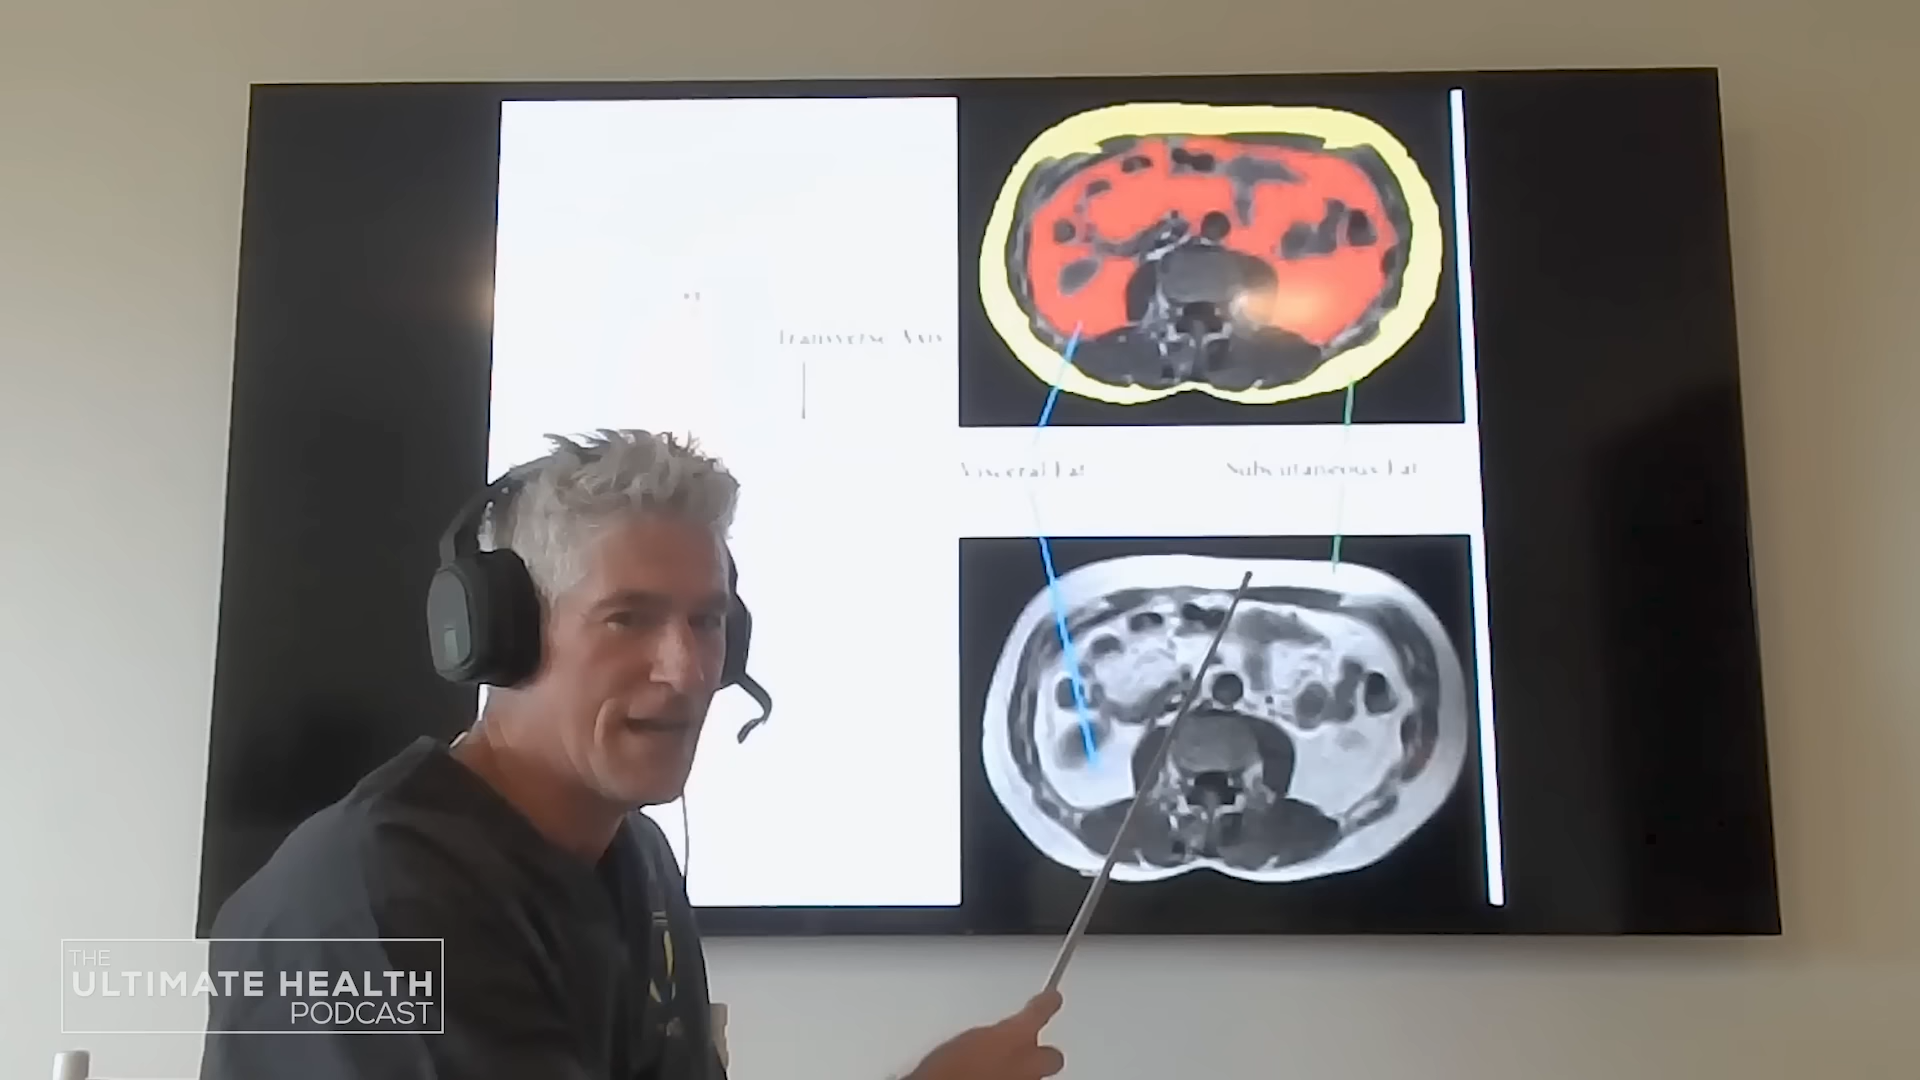 Transverse Axis
Visceral Fat
Subcutaneous Fat
THE
ULTIMATE HEALTH
PODCAST